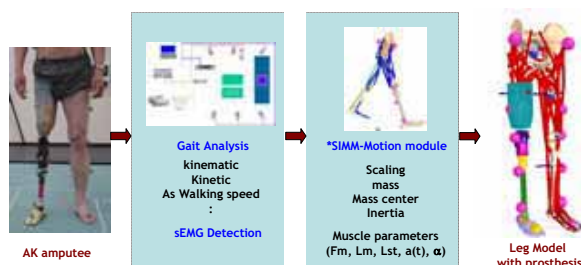 AK amputee
Gait Analysis
kinematic
Kinetic
As Walking speed
:
sEMG Detection
*SIMM-Motion module
Scaling
mass
Mass center
Inertia
Muscle parameters
(Fm, Lm, Lst, a(t), α)
Leg Model
with prosthesis